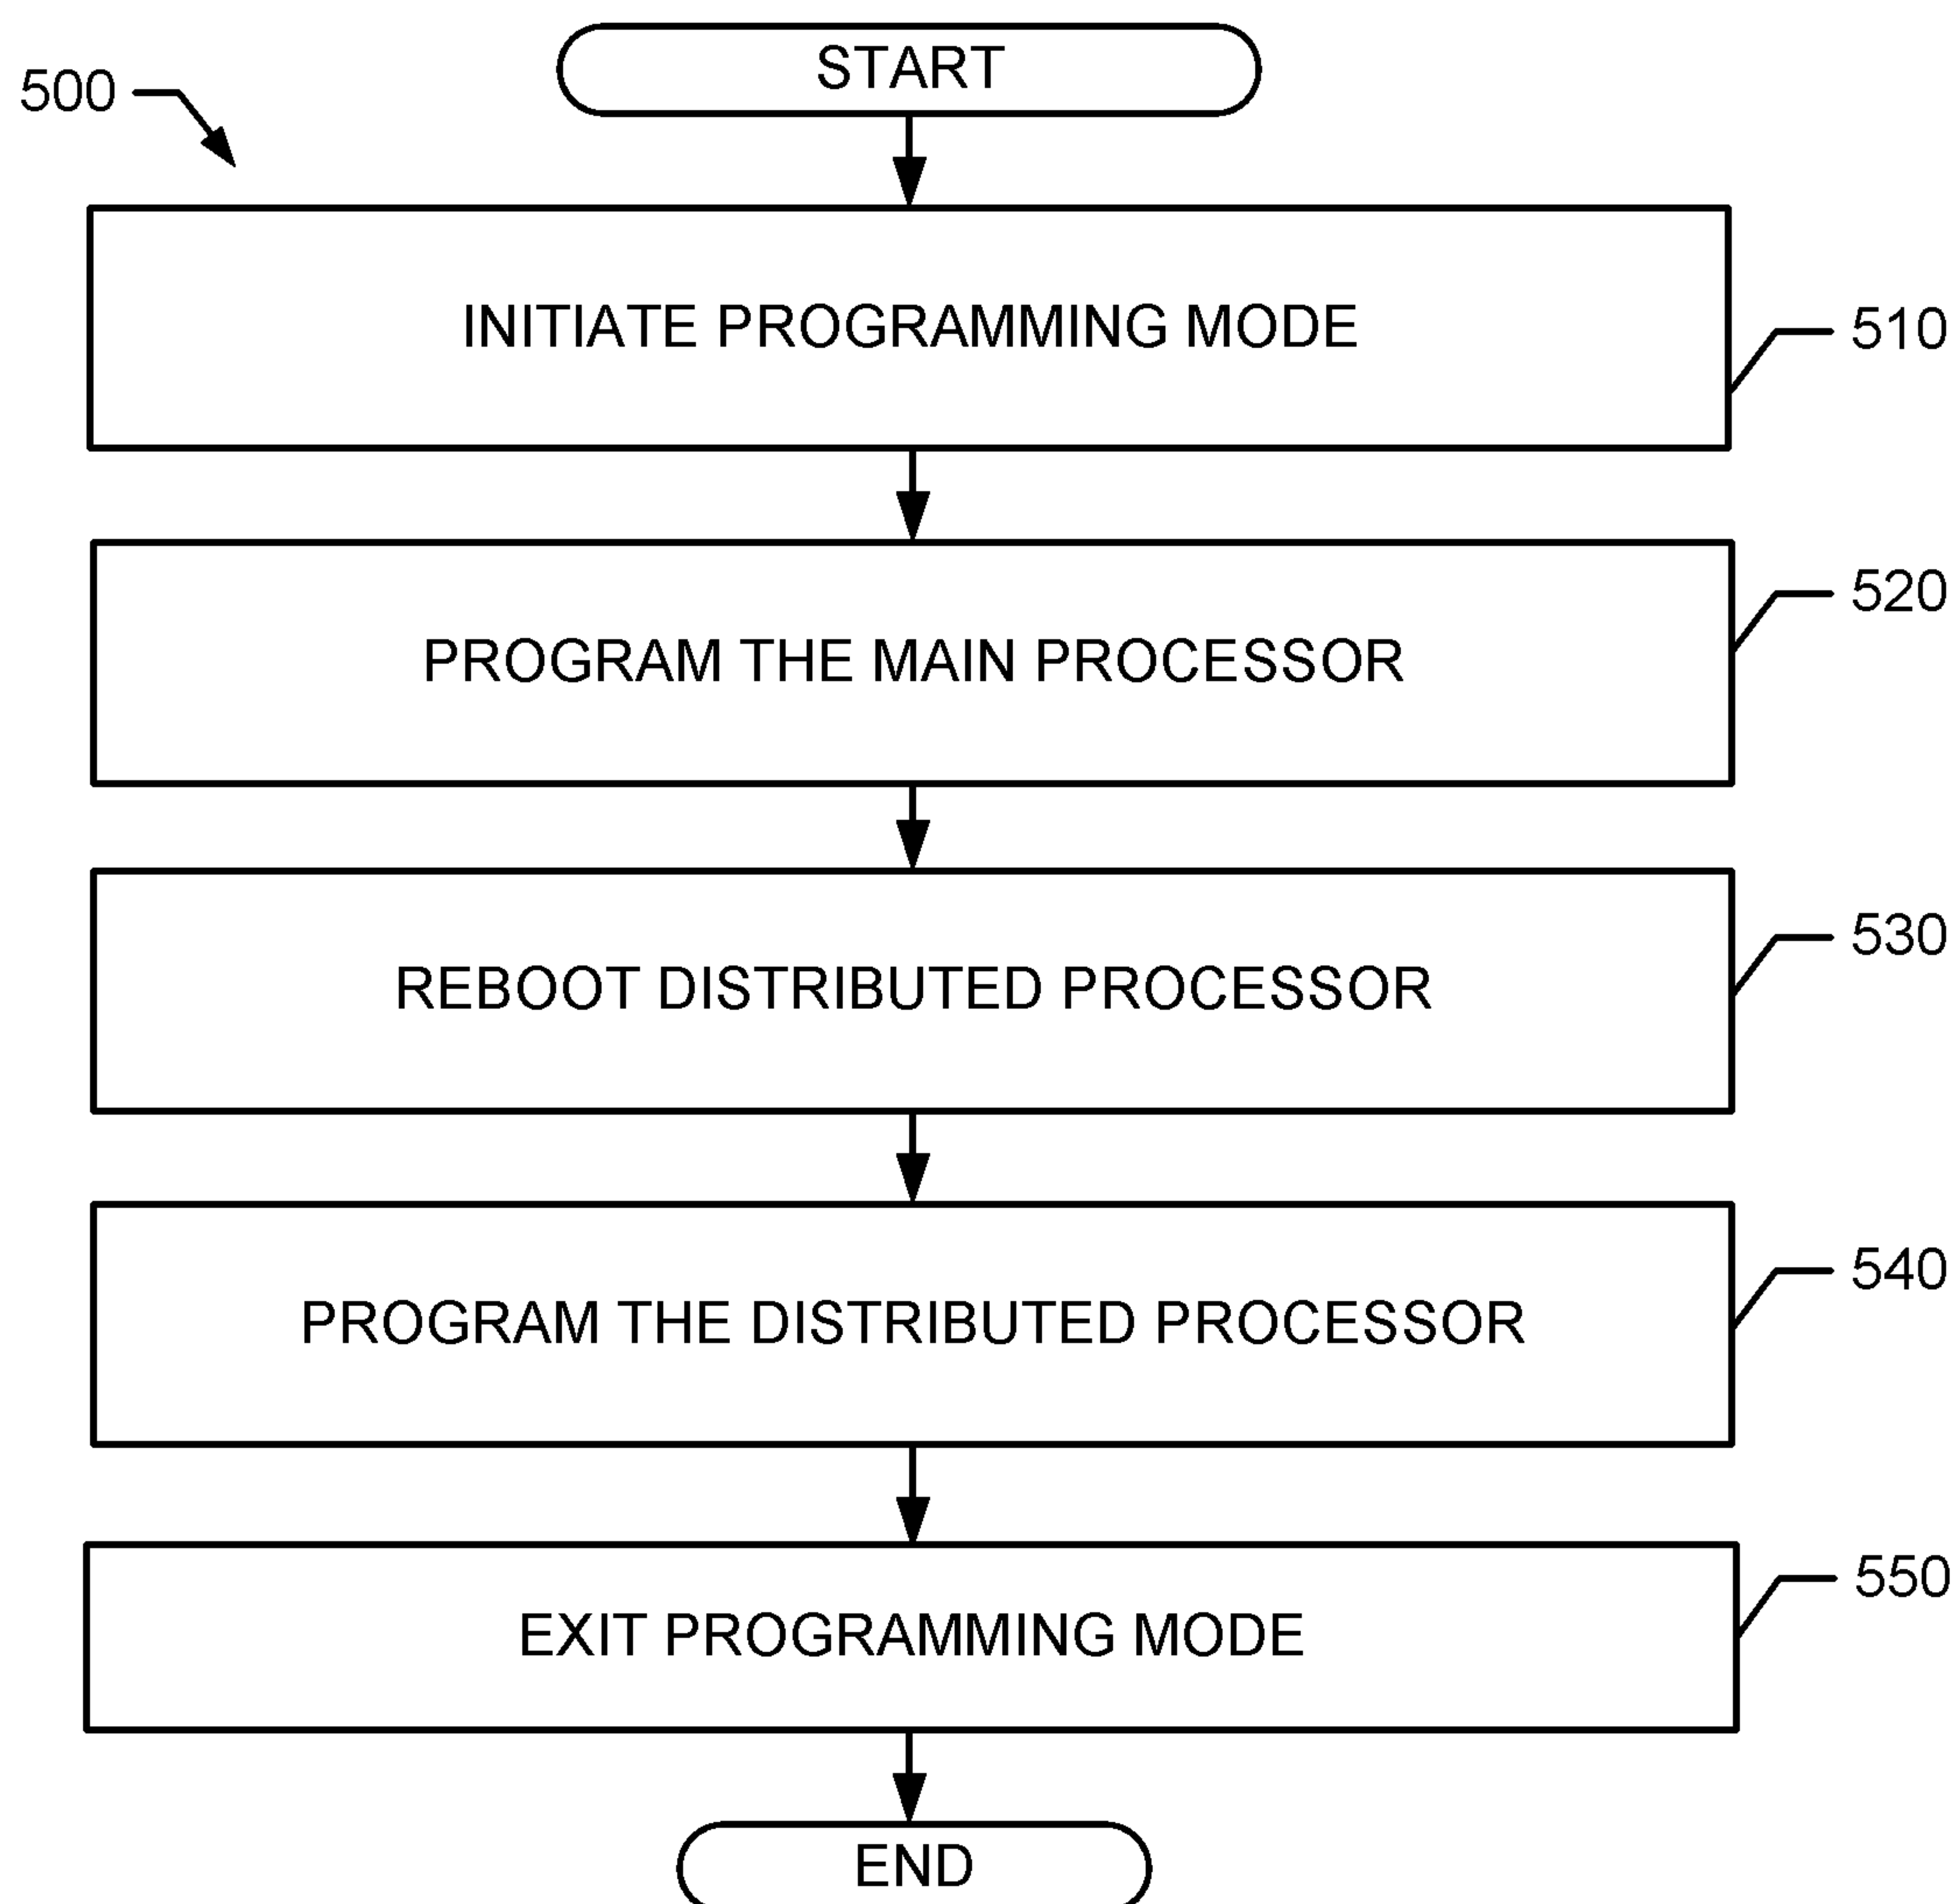 START
500
INITIATE PROGRAMMING MODE
510
PROGRAM THE MAIN PROCESSOR
520
REBOOT DISTRIBUTED PROCESSOR
530
PROGRAM THE DISTRIBUTED PROCESSOR
540
EXIT PROGRAMMING MODE
550
END